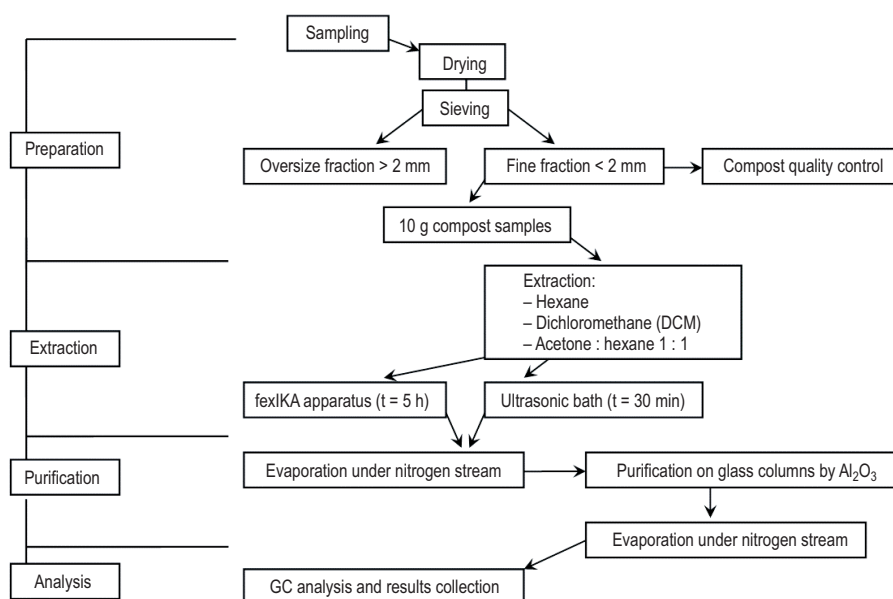 Sampling
Drying
Sieving
Preparation
Oversize fraction > 2 mm
Fine fraction < 2 mm
Compost quality control
10 g compost samples
Extraction:
– Hexane
– Dichloromethane (DCM)
– Acetone : hexane 1 : 1
Extraction
fexIKA apparatus (t = 5 h)
Ultrasonic bath (t = 30 min)
Purification
Evaporation under nitrogen stream
Purification on glass columns by Al₂O₃
Evaporation under nitrogen stream
Analysis
GC analysis and results collection